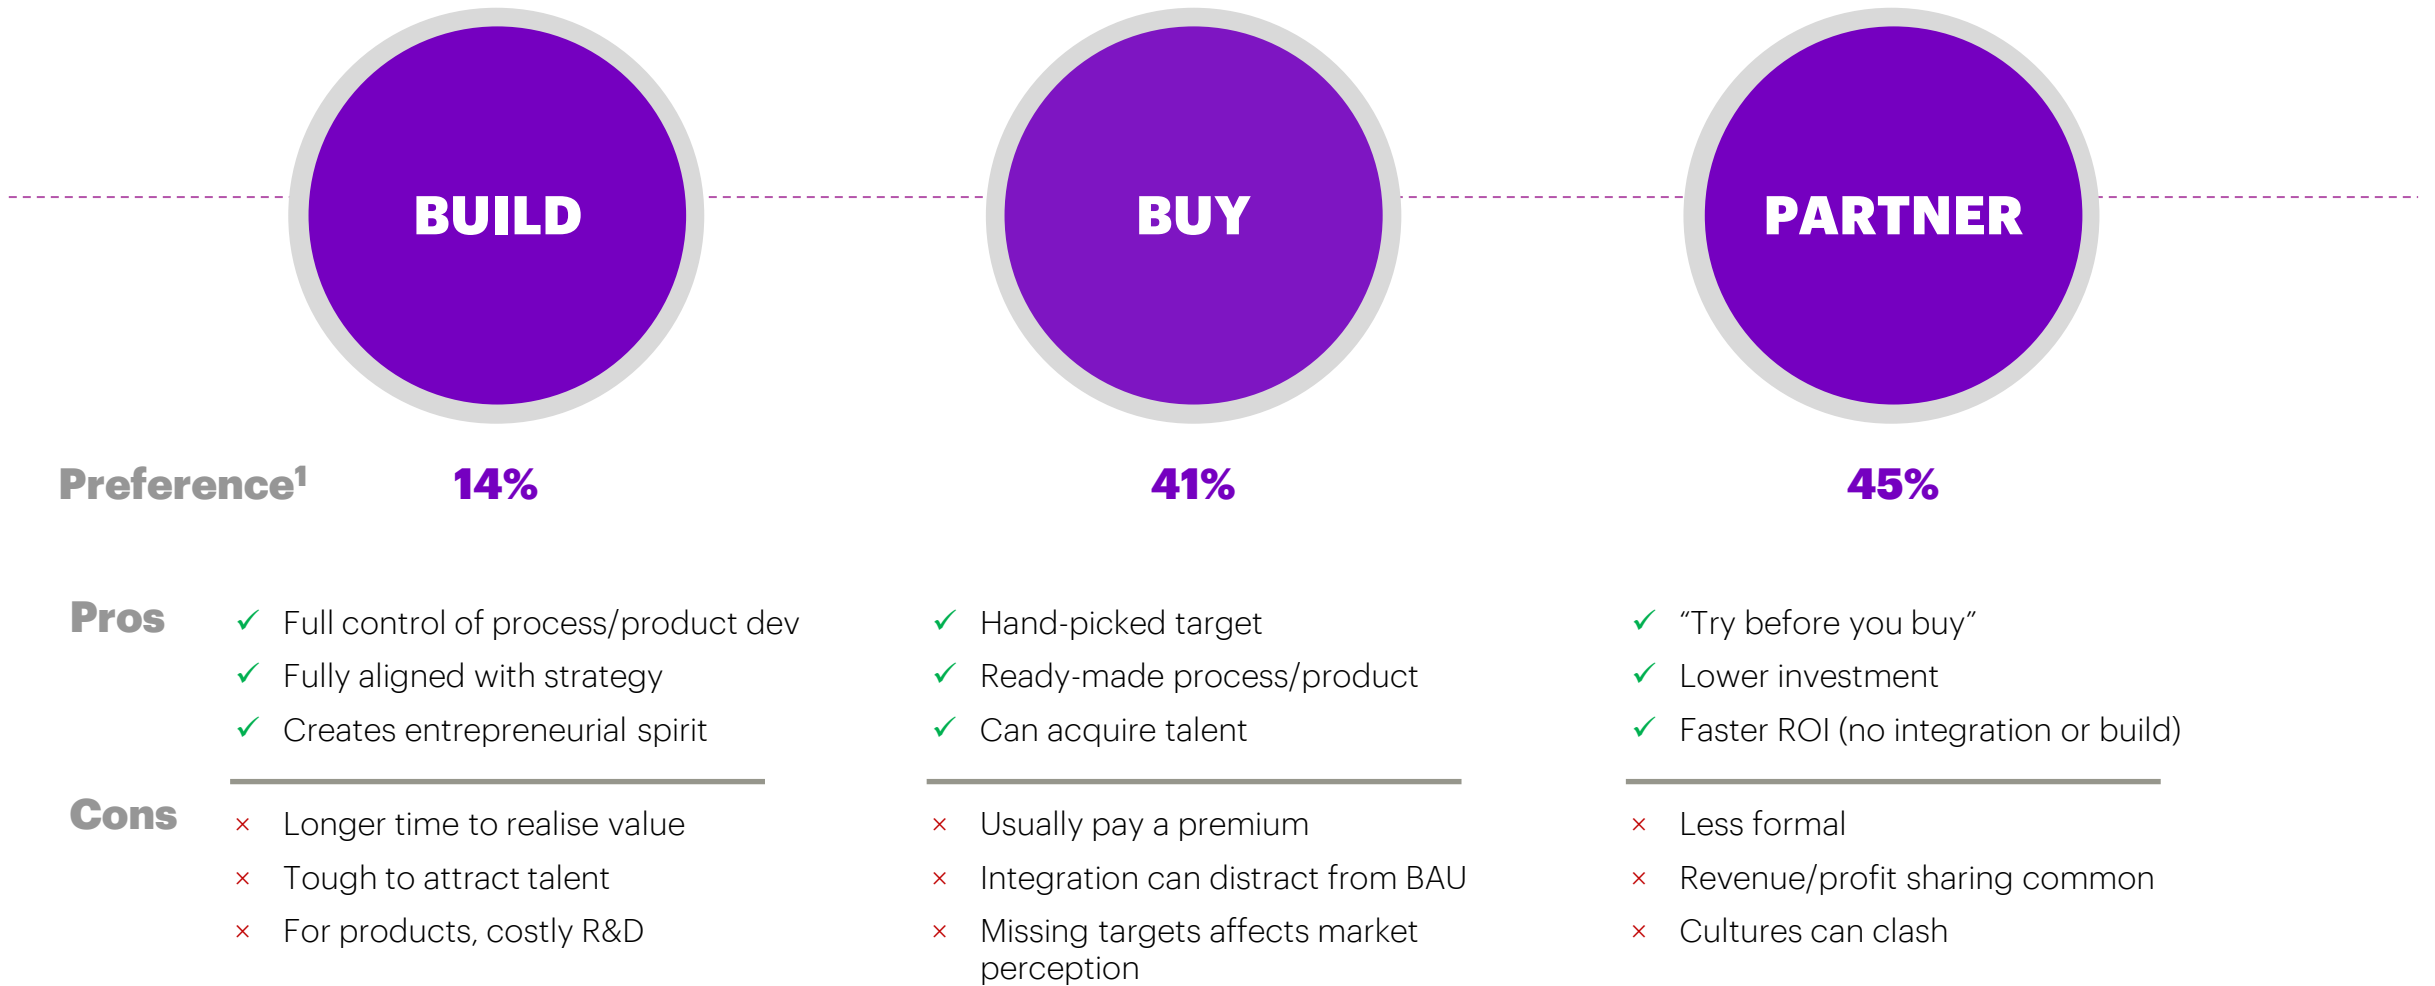 BUILD
BUY
PARTNER
Preference¹
14%
41%
45%
Pros
✓ Full control of process/product dev
✓ Fully aligned with strategy
✓ Creates entrepreneurial spirit
✓ Hand-picked target
✓ Ready-made process/product
✓ Can acquire talent
✓ “Try before you buy”
✓ Lower investment
✓ Faster ROI (no integration or build)
Cons
× Longer time to realise value
× Tough to attract talent
× For products, costly R&D
× Usually pay a premium
× Integration can distract from BAU
× Missing targets affects market
perception
× Less formal
× Revenue/profit sharing common
× Cultures can clash